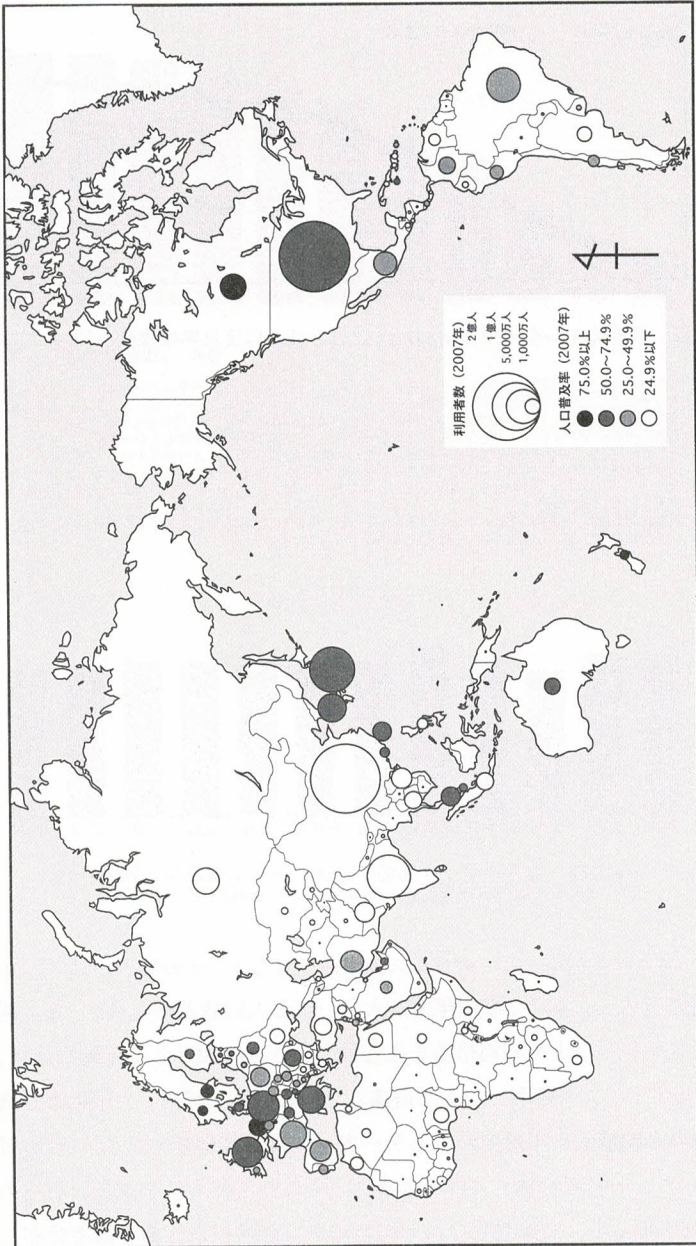 利用者数（2007年）
2億人
1億人
5,000万人
1,000万人
人口普及率（2007年）
75.0%以上
50.0〜74.9%
25.0〜49.9%
24.9%以下